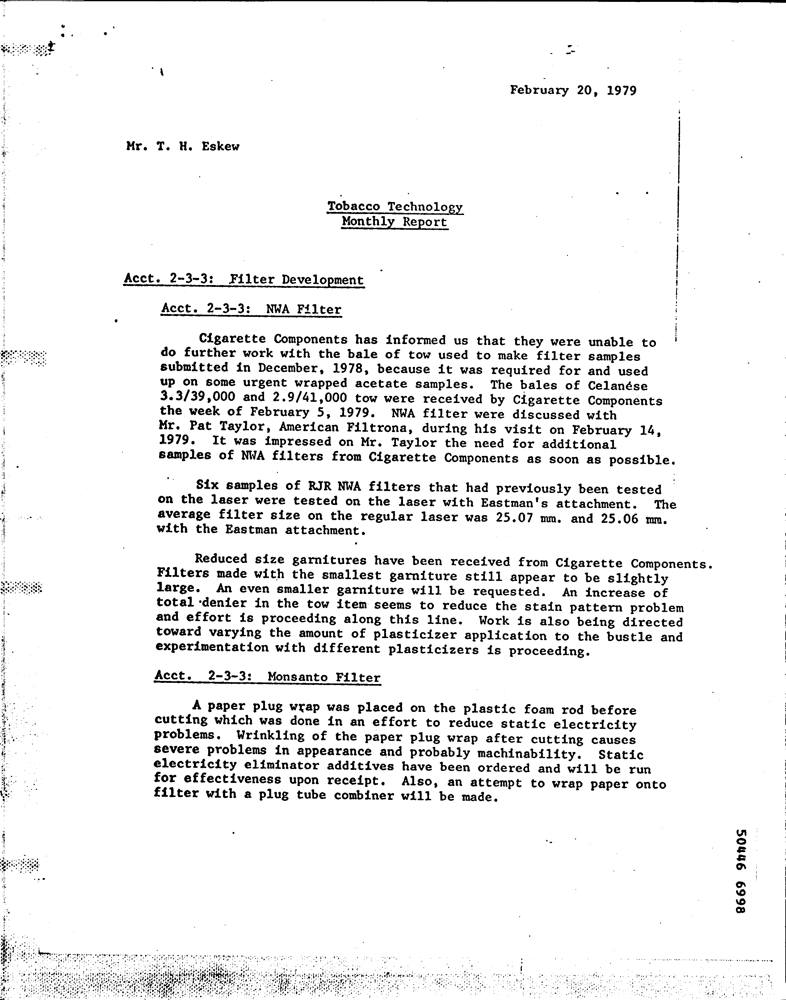 February 20, 1979
Mr. T. H. Eskew
Tobacco Technology
Monthly Report
Acct. 2-3-3: Filter Development
Acct. 2-3-3: NWA Filter
Cigarette Components has informed us that they were unable to
do further work with the bale of tow used to make filter samples
submitted in December, 1978, because it was required for and used
up on some urgent wrapped acetate samples. The bales of Celanése
3.3/39,000 and 2.9/41,000 tow were received by Cigarette Components
the week of February 5, 1979. NWA filter were discussed with
Mr. Pat Taylor, American Filtrona, during his visit on February 14,
1979. It was impressed on Mr. Taylor the need for additional
samples of NWA filters from Cigarette Components as soon as possible.
Six samples of RJR NWA filters that had previously been tested
on the laser were tested on the laser with Eastman's attachment. The
average filter size on the regular laser was 25.07 mm. and 25.06 mm.
with the Eastman attachment.
Reduced size garnitures have been received from Cigarette Components.
Filters made with the smallest garniture still appear to be slightly
large. An even smaller garniture will be requested. An increase of
total denier in the tow item seems to reduce the stain pattern problem
and effort is proceeding along this line. Work is also being directed
toward varying the amount of plasticizer application to the bustle and
experimentation with different plasticizers is proceeding.
Acct. 2-3-3: Monsanto Filter
A paper plug wrap was placed on the plastic foam rod before
cutting which was done in an effort to reduce static electricity
problems. Wrinkling of the paper plug wrap after cutting causes
severe problems in appearance and probably machinability. Static
electricity eliminator additives have been ordered and will be run
for effectiveness upon receipt. Also, an attempt to wrap paper onto
filter with a plug tube combiner will be made.
50446 6998